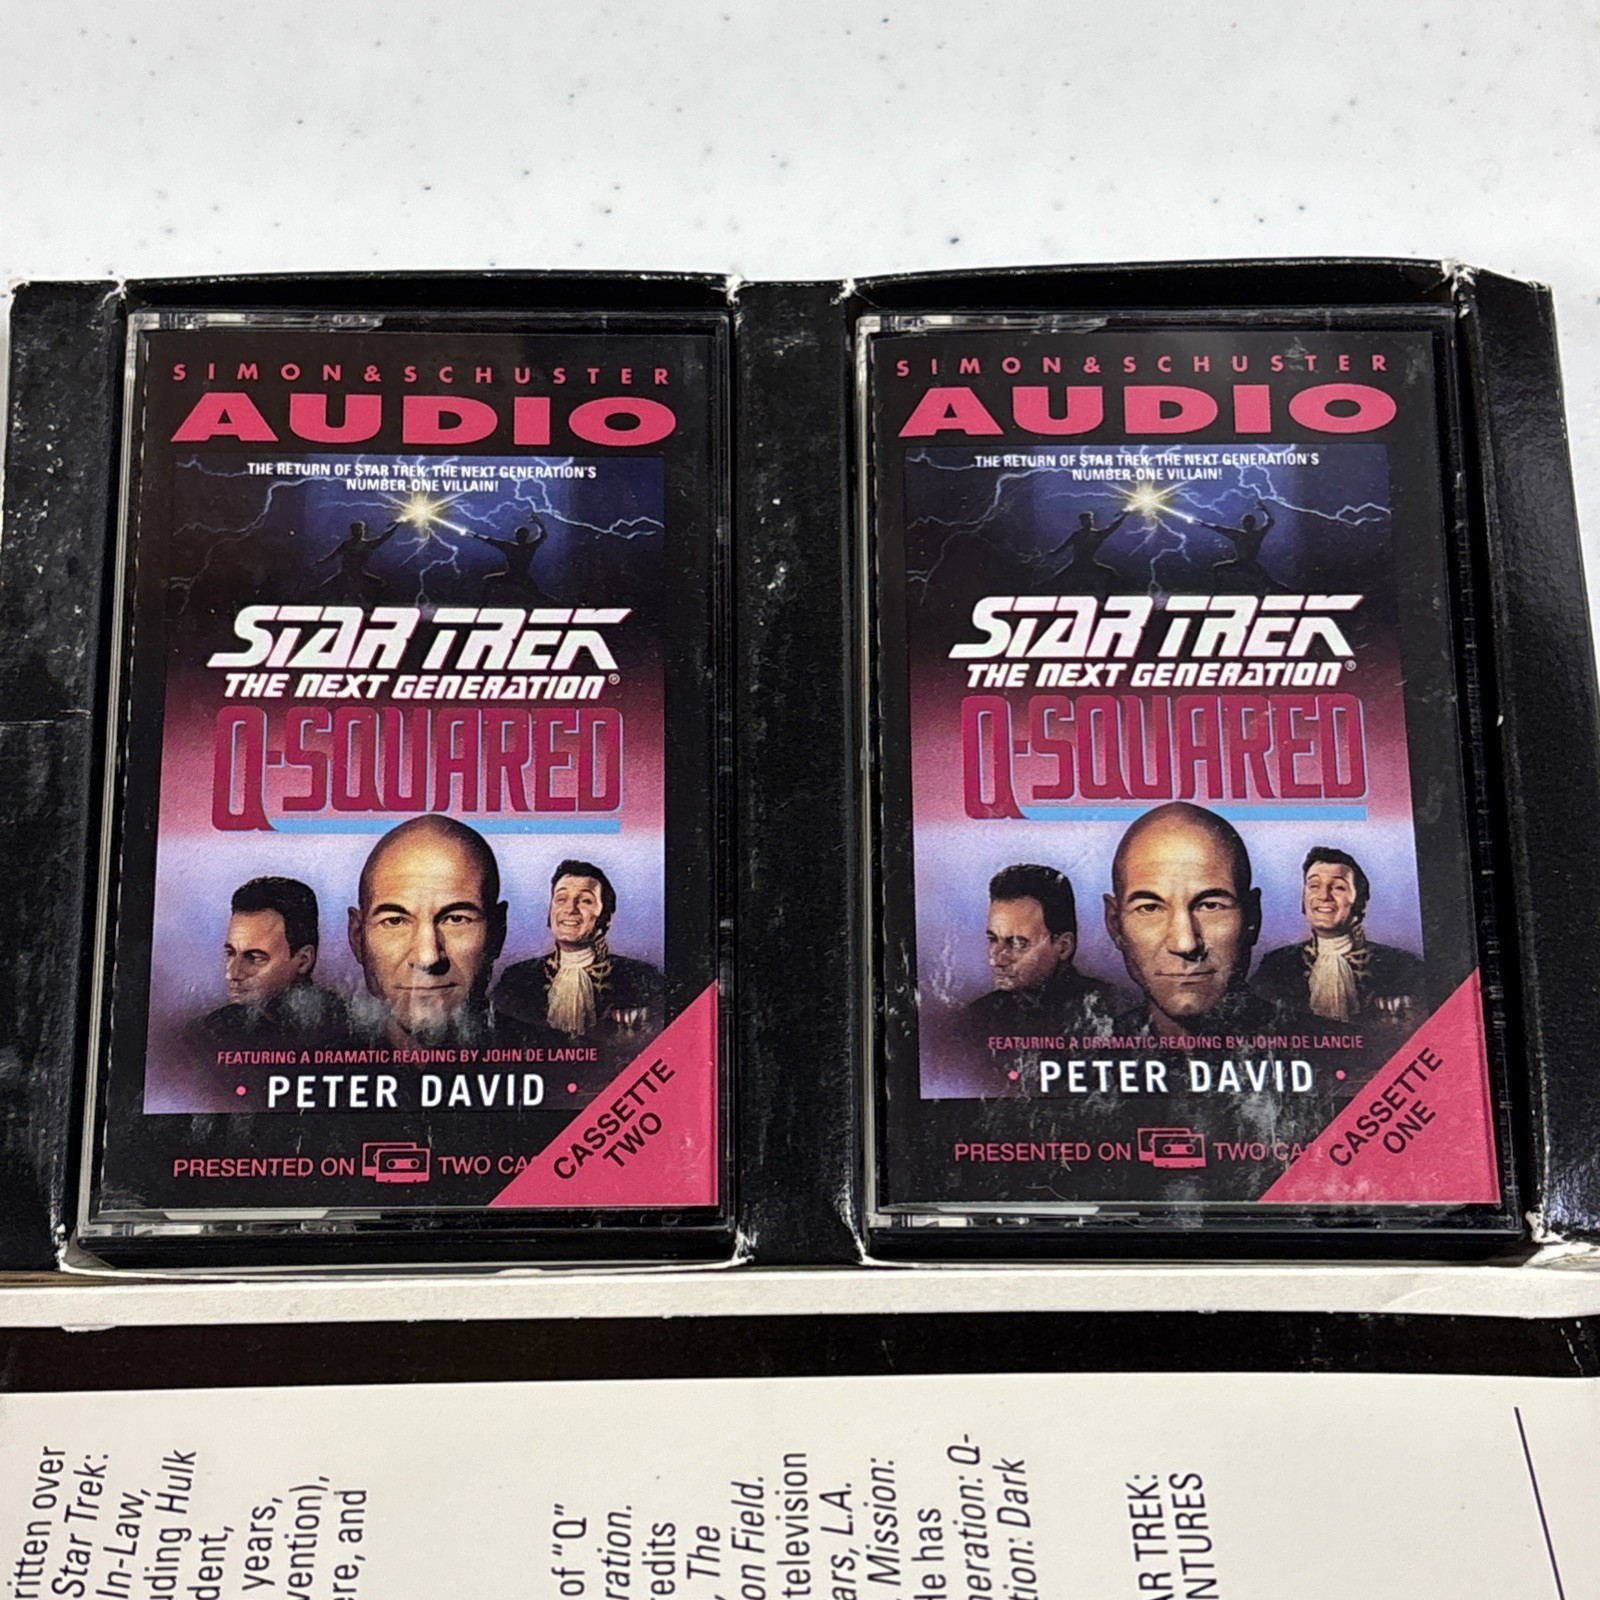 SIMON & SCHUSTER
AUDIO
THE RETURN OF STAR TREK: THE NEXT GENERATION'S
NUMBER-ONE VILLAIN!
STAR TREK
THE NEXT GENERATION®
Q-SQUARED
FEATURING A DRAMATIC READING BY JOHN DE LANCIE
• PETER DAVID •
PRESENTED ON TWO CA
CASSETTE
TWO
SIMON & SCHUSTER
AUDIO
THE RETURN OF STAR TREK: THE NEXT GENERATION'S
NUMBER-ONE VILLAIN!
STAR TREK
THE NEXT GENERATION®
Q-SQUARED
FEATURING A DRAMATIC READING BY JOHN DE LANCIE
• PETER DAVID •
PRESENTED ON TWO CA
CASSETTE
ONE
ritten over
Star Trek:
In-Law,
uding Hulk
dent,
years,
vention),
ere, and
of "Q"
ration.
redits
, The
on Field.
television
ars, L.A.
Mission:
He has
neration: Q-
tion: Dark
AR TREK:
NTURES